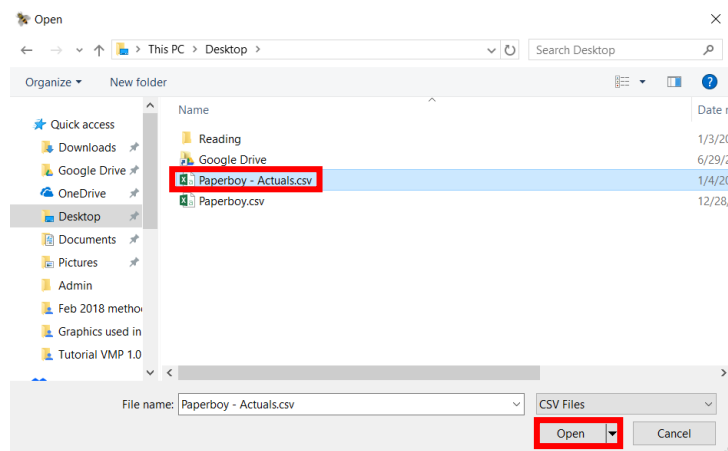 Open
This PC > Desktop >
Search Desktop
Organize
New folder
Name
Date r
Quick access
Downloads
Google Drive
OneDrive
Desktop
Documents
Pictures
Admin
Feb 2018 metho
Graphics used in
Tutorial VMP 1.0
Reading
1/3/20
Google Drive
6/29/2
Paperboy - Actuals.csv
1/4/20
Paperboy.csv
12/28/
File name: Paperboy - Actuals.csv
CSV Files
Open
Cancel